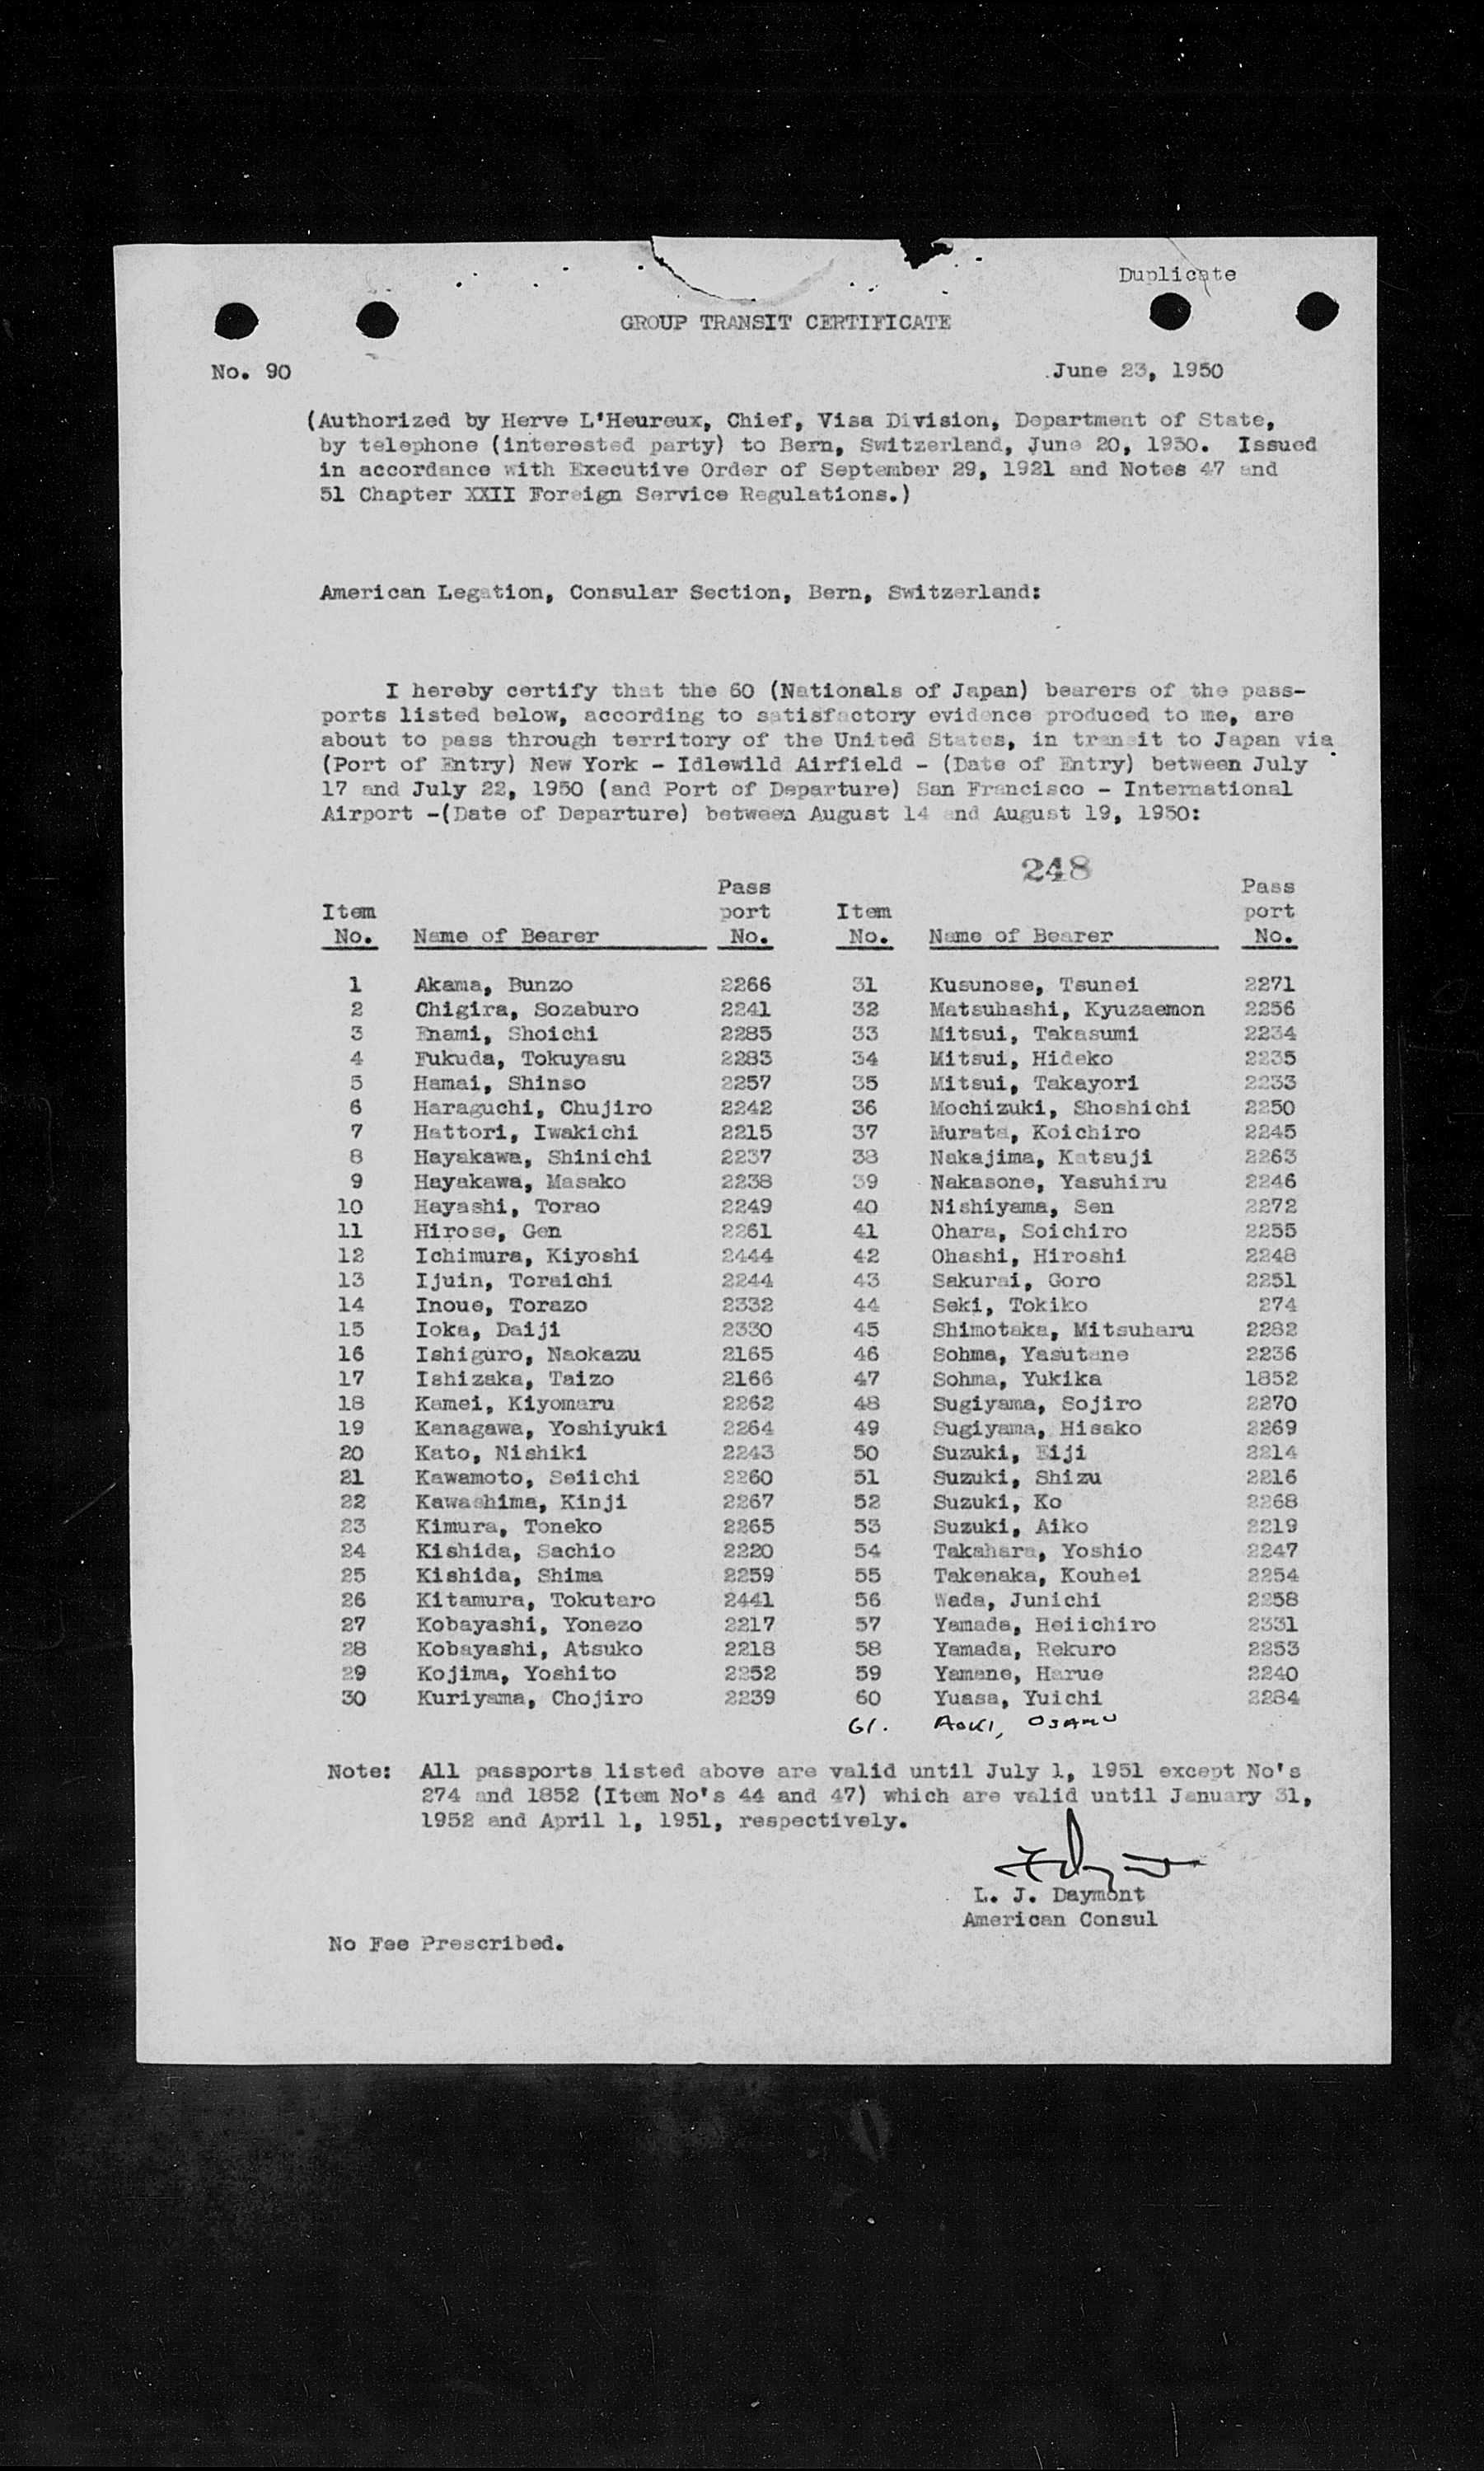 Duplicate
GROUP TRANSIT CERTIFICATE
No. 90 June 23, 1950
(Authorized by Herve L'Heureux, Chief, Visa Division, Department of State,
by telephone (interested party) to Bern, Switzerland, June 20, 1950. Issued
in accordance with Executive Order of September 29, 1921 and Notes 47 and
51 Chapter XXII Foreign Service Regulations.)
American Legation, Consular Section, Bern, Switzerland:
I hereby certify that the 60 (Nationals of Japan) bearers of the pass-
ports listed below, according to satisfactory evidence produced to me, are
about to pass through territory of the United States, in transit to Japan via
(Port of Entry) New York - Idlewild Airfield - (Date of Entry) between July
17 and July 22, 1950 (and Port of Departure) San Francisco - International
Airport -(Date of Departure) between August 14 and August 19, 1950:
248
Pass Pass
Item port Item port
No. Name of Bearer No. No. Name of Bearer No.
1 Akama, Bunzo 2266 31 Kusunose, Tsunei 2271
2 Chigira, Sozaburo 2241 32 Matsuhashi, Kyuzaemon 2256
3 Enami, Shoichi 2285 33 Mitsui, Takasumi 2234
4 Fukuda, Tokuyasu 2283 34 Mitsui, Hideko 2235
5 Hamai, Shinso 2257 35 Mitsui, Takayori 2233
6 Haraguchi, Chujiro 2242 36 Mochizuki, Shoshichi 2250
7 Hattori, Iwakichi 2215 37 Murata, Koichiro 2245
8 Hayakawa, Shinichi 2237 38 Nakajima, Katsuji 2263
9 Hayakawa, Masako 2238 39 Nakasone, Yasuhiru 2246
10 Hayashi, Torao 2249 40 Nishiyama, Sen 2272
11 Hirose, Gen 2261 41 Ohara, Soichiro 2255
12 Ichimura, Kiyoshi 2444 42 Ohashi, Hiroshi 2248
13 Ijuin, Toraichi 2244 43 Sakurai, Goro 2251
14 Inoue, Torazo 2332 44 Seki, Tokiko 274
15 Ioka, Daiji 2330 45 Shimotaka, Mitsuharu 2282
16 Ishiguro, Naokazu 2165 46 Sohma, Yasutane 2236
17 Ishizaka, Taizo 2166 47 Sohma, Yukika 1852
18 Kamei, Kiyomaru 2262 48 Sugiyama, Sojiro 2270
19 Kanagawa, Yoshiyuki 2264 49 Sugiyama, Hisako 2269
20 Kato, Nishiki 2243 50 Suzuki, Eiji 2214
21 Kawamoto, Seiichi 2260 51 Suzuki, Shizu 2216
22 Kawashima, Kinji 2267 52 Suzuki, Ko 2268
23 Kimura, Toneko 2265 53 Suzuki, Aiko 2219
24 Kishida, Sachio 2220 54 Takahara, Yoshio 2247
25 Kishida, Shima 2259 55 Takenaka, Kouhei 2254
26 Kitamura, Tokutaro 2441 56 Wada, Junichi 2258
27 Kobayashi, Yonezo 2217 57 Yamada, Heiichiro 2331
28 Kobayashi, Atsuko 2218 58 Yamada, Rekuro 2253
29 Kojima, Yoshito 2252 59 Yamane, Harue 2240
30 Kuriyama, Chojiro 2239 60 Yuasa, Yuichi 2284
61. AOKI, OSAMU
Note: All passports listed above are valid until July 1, 1951 except No's
274 and 1852 (Item No's 44 and 47) which are valid until January 31,
1952 and April 1, 1951, respectively.
L. J. Daymont
American Consul
No Fee Prescribed.